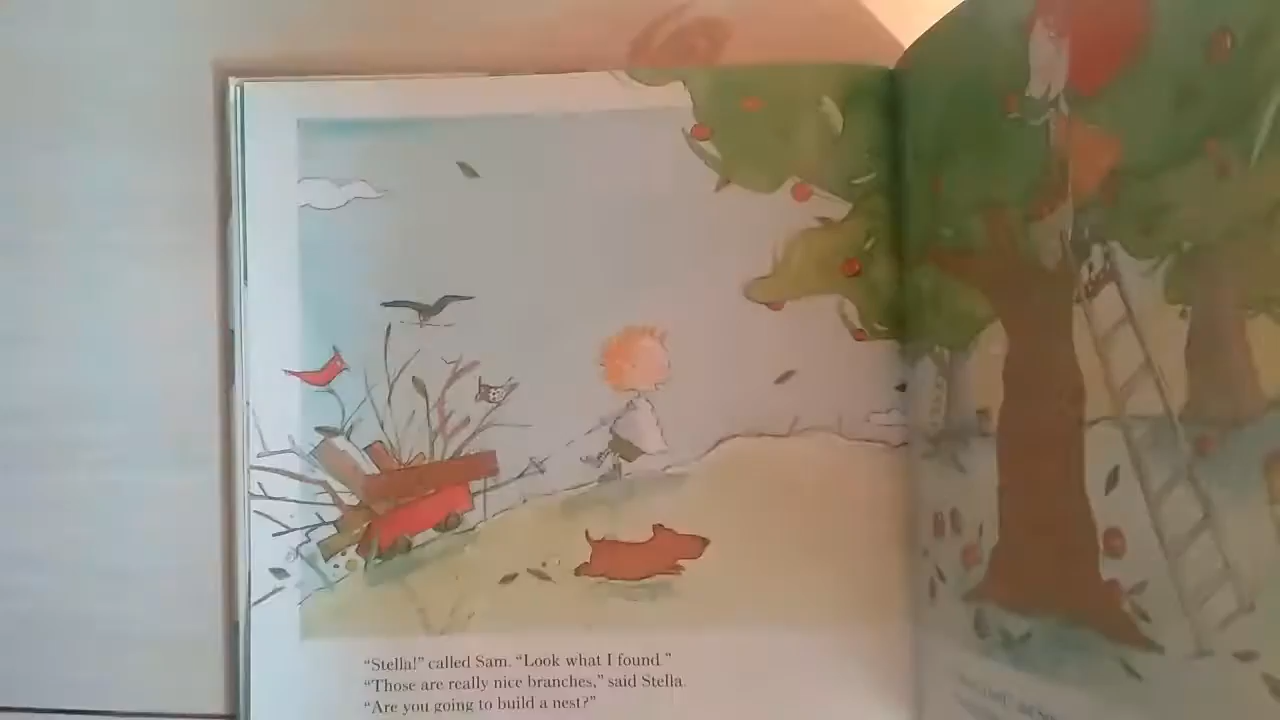 “Stella!” called Sam. “Look what I found.”
“Those are really nice branches,” said Stella.
“Are you going to build a nest?”